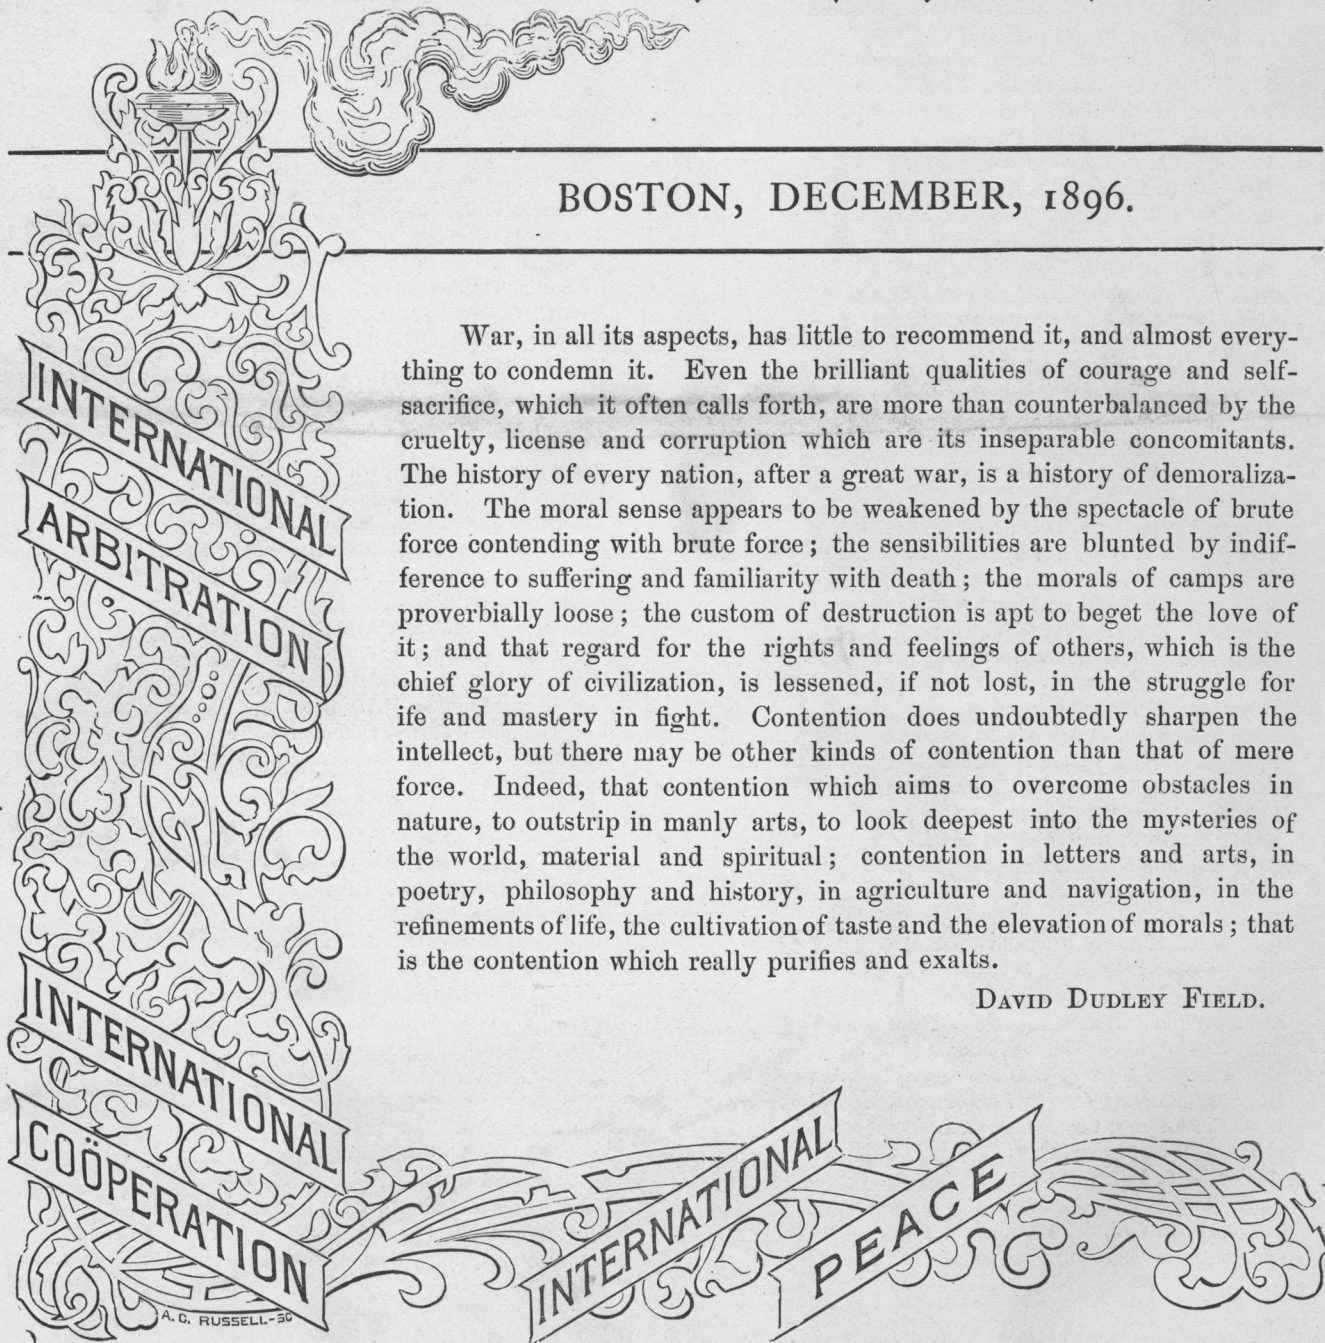 BOSTON, DECEMBER, 1896.
War, in all its aspects, has little to recommend it, and almost every-
thing to condemn it. Even the brilliant qualities of courage and self-
sacrifice, which it often calls forth, are more than counterbalanced by the
cruelty, license and corruption which are its inseparable concomitants.
The history of every nation, after a great war, is a history of demoraliza-
tion. The moral sense appears to be weakened by the spectacle of brute
force contending with brute force; the sensibilities are blunted by indif-
ference to suffering and familiarity with death; the morals of camps are
proverbially loose; the custom of destruction is apt to beget the love of
it; and that regard for the rights and feelings of others, which is the
chief glory of civilization, is lessened, if not lost, in the struggle for
ife and mastery in fight. Contention does undoubtedly sharpen the
intellect, but there may be other kinds of contention than that of mere
force. Indeed, that contention which aims to overcome obstacles in
nature, to outstrip in manly arts, to look deepest into the mysteries of
the world, material and spiritual; contention in letters and arts, in
poetry, philosophy and history, in agriculture and navigation, in the
refinements of life, the cultivation of taste and the elevation of morals; that
is the contention which really purifies and exalts.
DAVID DUDLEY FIELD.
INTERNATIONAL
ARBITRATION
INTERNATIONAL
COÖPERATION
INTERNATIONAL
PEACE
A. C. RUSSELL-SC